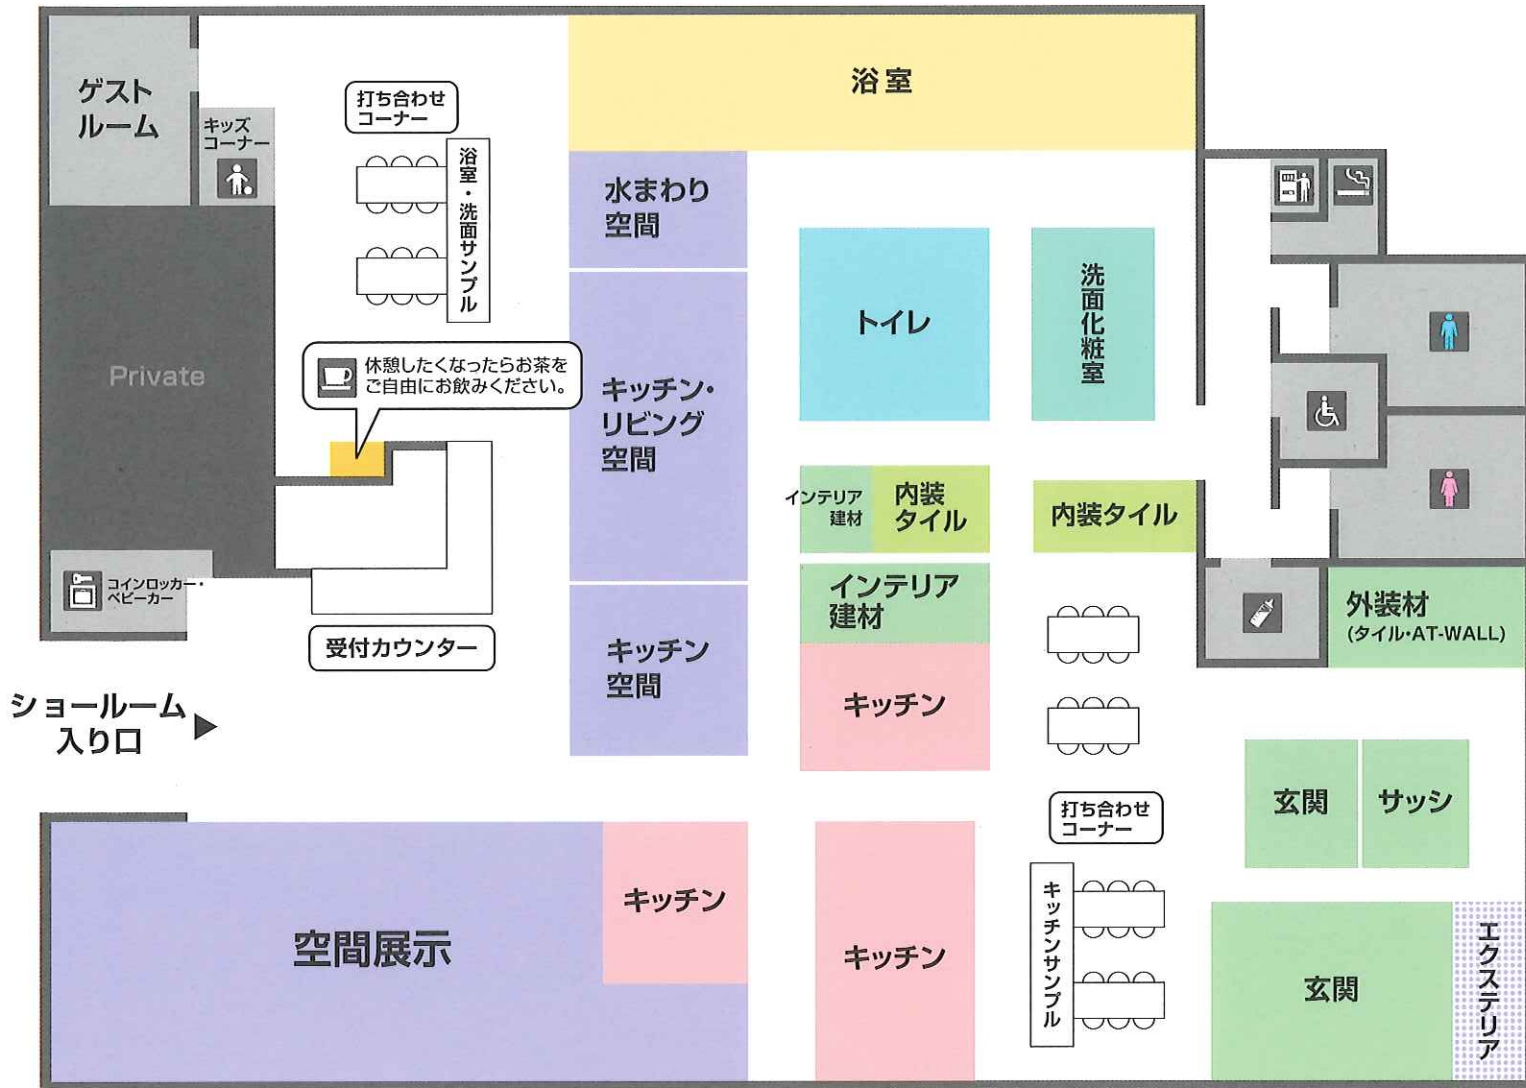 ゲスト
ルーム
キッズ
コーナー
打ち合わせ
コーナー
浴室・洗面サンプル
浴室
水まわり
空間
トイレ
洗面化粧室
Private
休憩したくなったらお茶を
ご自由にお飲みください。
キッチン・
リビング
空間
インテリア
建材
内装
タイル
内装タイル
コインロッカー・
ベビーカー
受付カウンター
キッチン
空間
インテリア
建材
キッチン
外装材
(タイル・AT-WALL)
ショールーム
入り口
玄関
サッシ
打ち合わせ
コーナー
空間展示
キッチン
キッチン
キッチンサンプル
玄関
エクステリア